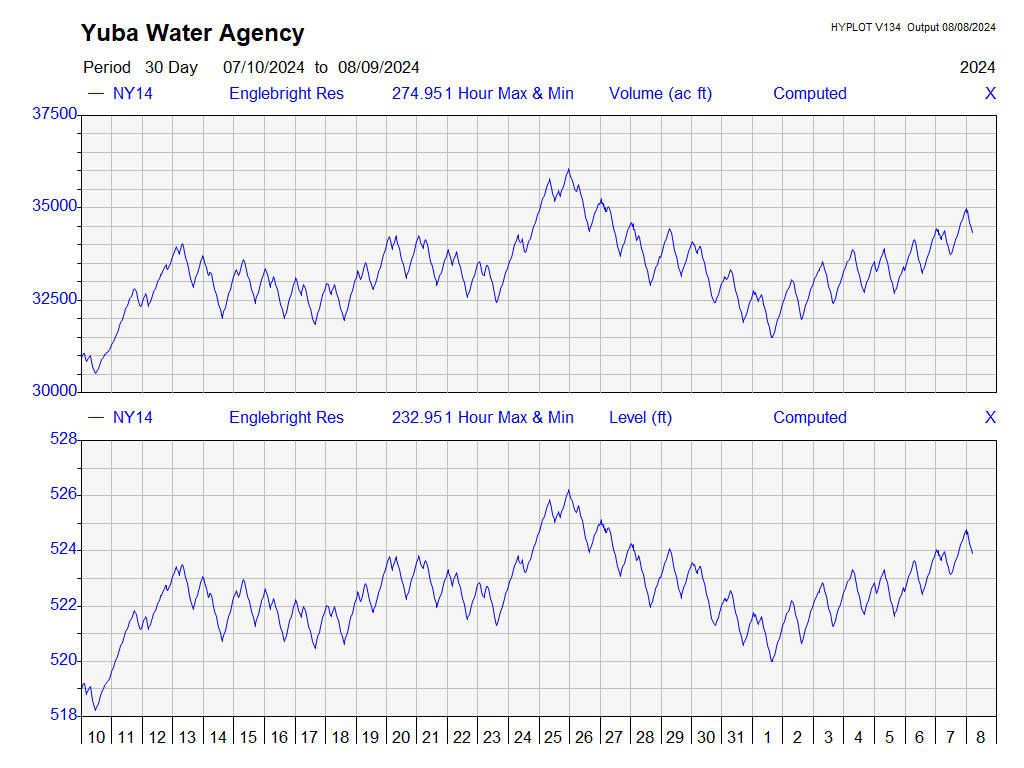 Yuba Water Agency
HYPLOT V134 Output 08/08/2024
Period 30 Day 07/10/2024 to 08/09/2024
2024
NY14 Englebright Res 274.951 Hour Max & Min Volume (ac ft) Computed X
37500
35000
32500
30000
NY14 Englebright Res 232.951 Hour Max & Min Level (ft) Computed X
528
526
524
522
520
518
10 11 12 13 14 15 16 17 18 19 20 21 22 23 24 25 26 27 28 29 30 31 1 2 3 4 5 6 7 8